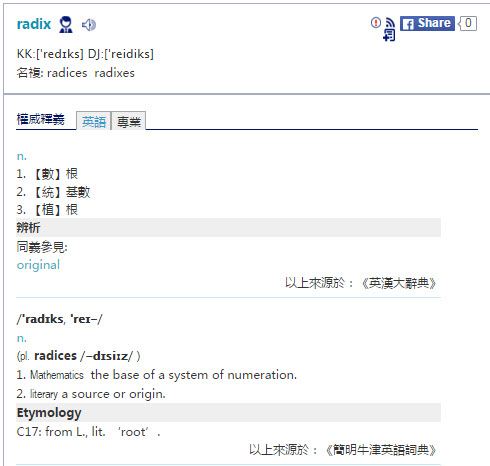 radix
Share 0
KK:['redɪks] DJ:['reidiks]
名複: radices radixes
權威釋義 英語 專業
n.
1. 【數】根
2. 【統】基數
3. 【植】根
辨析
同義參見:
original
以上來源於：《英漢大辭典》
/'radɪks, 'reɪ–/
n.
(pl. radices /–dɪsiːz/ )
1. Mathematics the base of a system of numeration.
2. literary a source or origin.
Etymology
C17: from L., lit. ‘root’.
以上來源於：《簡明牛津英語詞典》